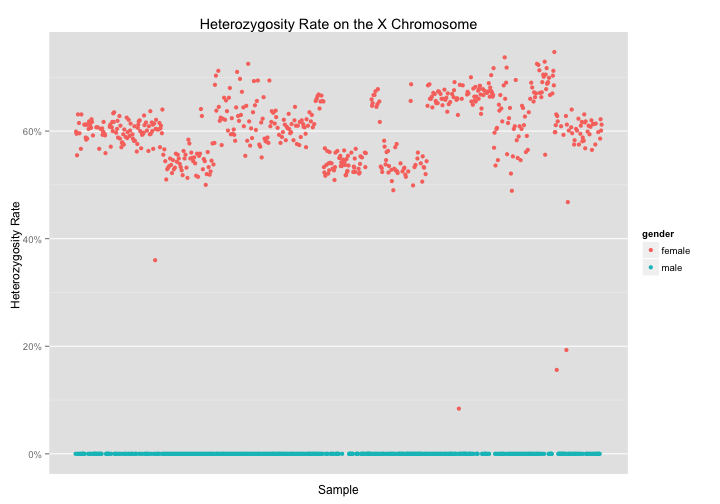 Heterozygosity Rate on the X Chromosome
Heterozygosity Rate
60%
40%
20%
0%
Sample
gender
female
male